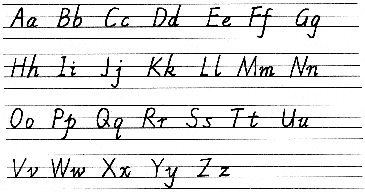 Aa Bb Cc Dd Ee Ff Gg
Hh Ii Jj Kk Ll Mm Nn
Oo Pp Qq Rr Ss Tt Uu
Vv Ww Xx Yy Zz